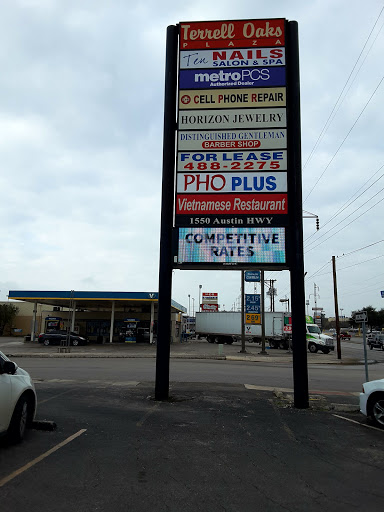 Terrell Oaks
PLAZA
Ten NAILS
SALON & SPA
metroPCS
Authorized Dealer
CELL PHONE REPAIR
HORIZON JEWELRY
DISTINGUISHED GENTLEMAN
BARBER SHOP
FOR LEASE
488-2275
PHO PLUS
Vietnamese Restaurant
1550 Austin HWY
COMPETITIVE
RATES